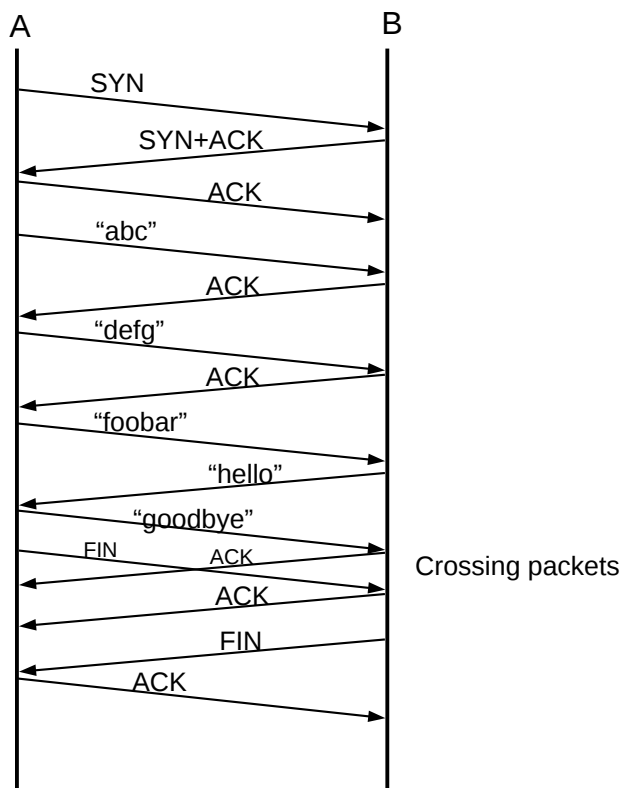 A
B
SYN
SYN+ACK
ACK
“abc”
ACK
“defg”
ACK
“foobar”
“hello”
“goodbye”
FIN
ACK
Crossing packets
ACK
FIN
ACK